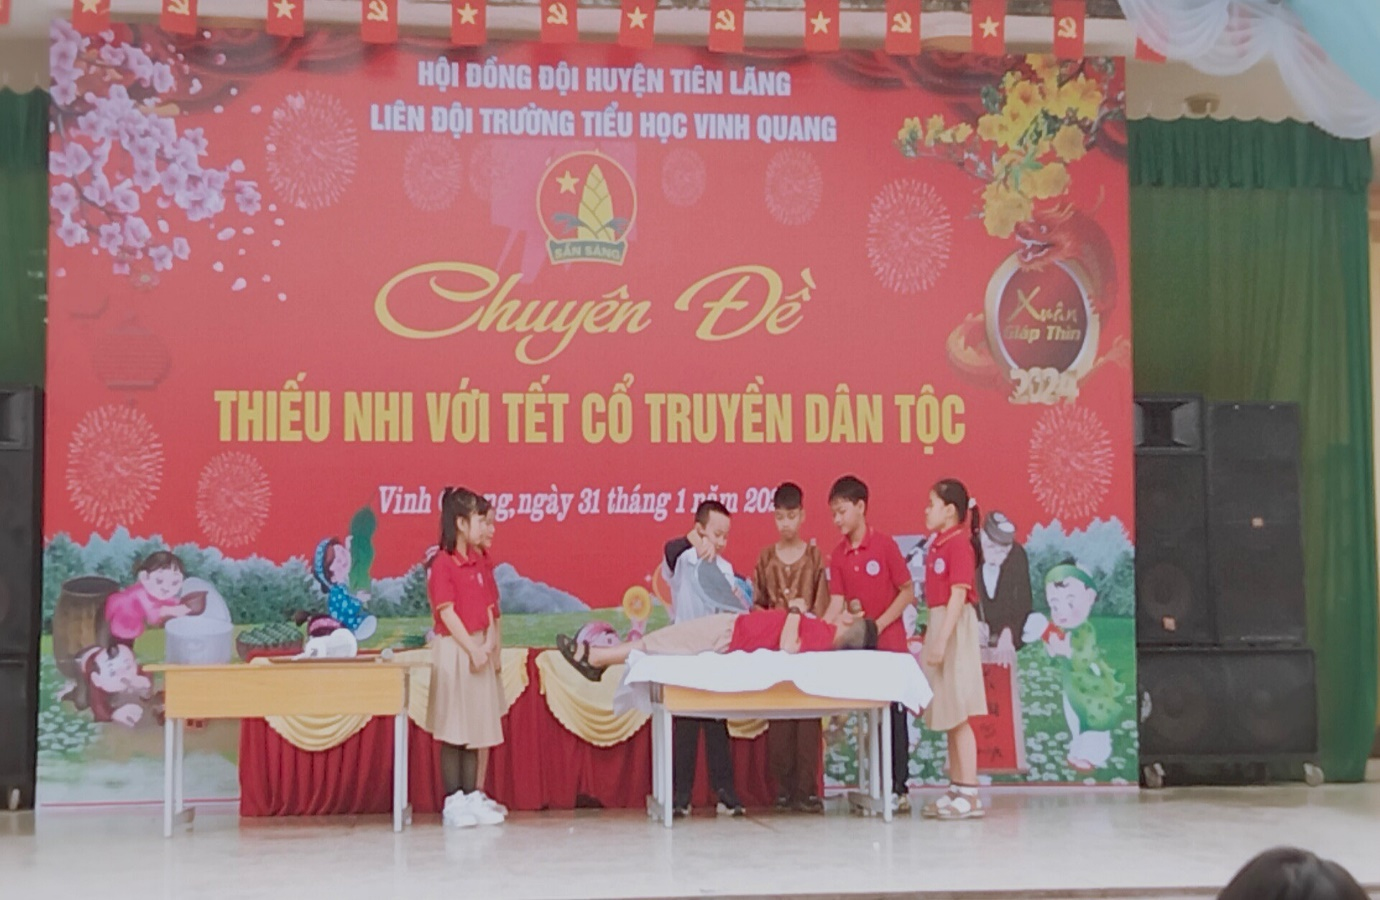 HỘI ĐỒNG ĐỘI HUYỆN TIÊN LÃNG
LIÊN ĐỘI TRƯỜNG TIỂU HỌC VINH QUANG
SẴN SÀNG
Chuyên Đề
Xuân
Giáp Thìn
2024
THIẾU NHI VỚI TẾT CỔ TRUYỀN DÂN TỘC
Vinh ngày 31 tháng 1 năm